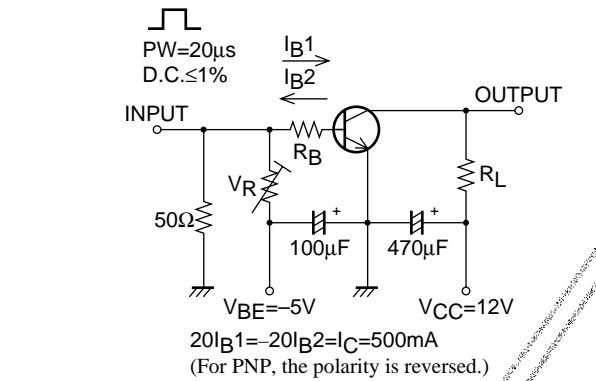 PW=20μs
D.C.≤1%
IB1
IB2
INPUT
OUTPUT
RB
VR
RL
50Ω
+
+
100μF
470μF
VBE=–5V
VCC=12V
20IB1=–20IB2=IC=500mA
(For PNP, the polarity is reversed.)